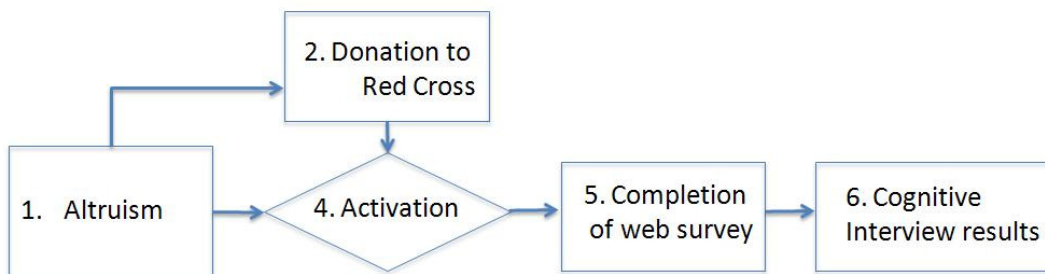 2. Donation to
Red Cross
1. Altruism
4. Activation
5. Completion
of web survey
6. Cognitive
Interview results